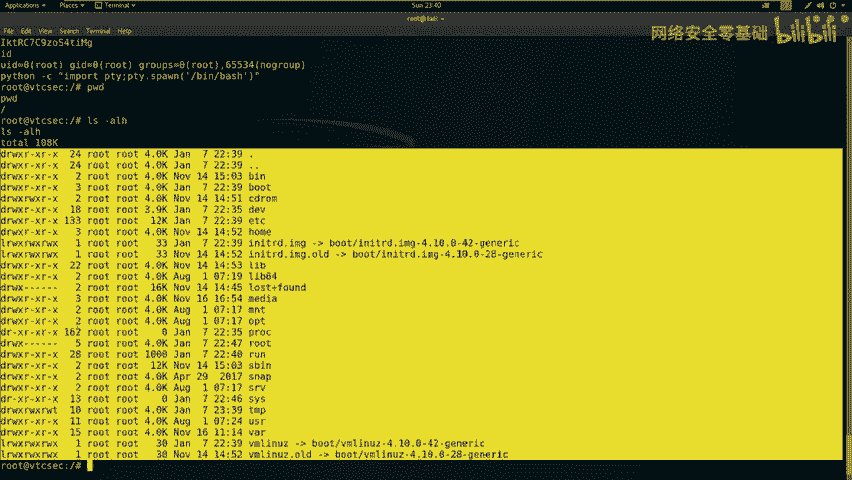 Applications Places Terminal Sun 23:40
root@kali: ~
File Edit View Search Terminal Help
网络安全零基础 bilibili
IktRC7C9zoS4tiMg
id
uid=0(root) gid=0(root) groups=0(root),65534(nogroup)
python -c "import pty;pty.spawn('/bin/bash')"
root@vtcsec:/# pwd
pwd
/
root@vtcsec:/# ls -alh
ls -alh
total 108K
drwxr-xr-x 24 root root 4.0K Jan 7 22:39 .
drwxr-xr-x 24 root root 4.0K Jan 7 22:39 ..
drwxr-xr-x 2 root root 4.0K Nov 14 15:03 bin
drwxr-xr-x 3 root root 4.0K Jan 7 22:39 boot
drwxrwxr-x 2 root root 4.0K Nov 14 14:51 cdrom
drwxr-xr-x 18 root root 3.9K Jan 7 22:35 dev
drwxr-xr-x 133 root root 12K Jan 7 22:39 etc
drwxr-xr-x 3 root root 4.0K Nov 14 14:52 home
lrwxrwxrwx 1 root root 33 Jan 7 22:39 initrd.img -> boot/initrd.img-4.10.0-42-generic
lrwxrwxrwx 1 root root 33 Nov 14 14:52 initrd.img.old -> boot/initrd.img-4.10.0-28-generic
drwxr-xr-x 22 root root 4.0K Nov 14 14:53 lib
drwxr-xr-x 2 root root 4.0K Aug 1 07:19 lib64
drwx------ 2 root root 16K Nov 14 14:45 lost+found
drwxr-xr-x 3 root root 4.0K Nov 16 16:54 media
drwxr-xr-x 2 root root 4.0K Aug 1 07:17 mnt
drwxr-xr-x 2 root root 4.0K Aug 1 07:17 opt
dr-xr-xr-x 162 root root 0 Jan 7 22:35 proc
drwx------ 5 root root 4.0K Jan 7 22:47 root
drwxr-xr-x 28 root root 1000 Jan 7 22:40 run
drwxr-xr-x 2 root root 12K Nov 14 15:03 sbin
drwxr-xr-x 2 root root 4.0K Apr 29 2017 snap
drwxr-xr-x 2 root root 4.0K Aug 1 07:17 srv
dr-xr-xr-x 13 root root 0 Jan 7 22:46 sys
drwxrwxrwt 10 root root 4.0K Jan 7 23:39 tmp
drwxr-xr-x 11 root root 4.0K Aug 1 07:24 usr
drwxr-xr-x 15 root root 4.0K Nov 16 11:14 var
lrwxrwxrwx 1 root root 30 Jan 7 22:39 vmlinuz -> boot/vmlinuz-4.10.0-42-generic
lrwxrwxrwx 1 root root 30 Nov 14 14:52 vmlinuz.old -> boot/vmlinuz-4.10.0-28-generic
root@vtcsec:/#